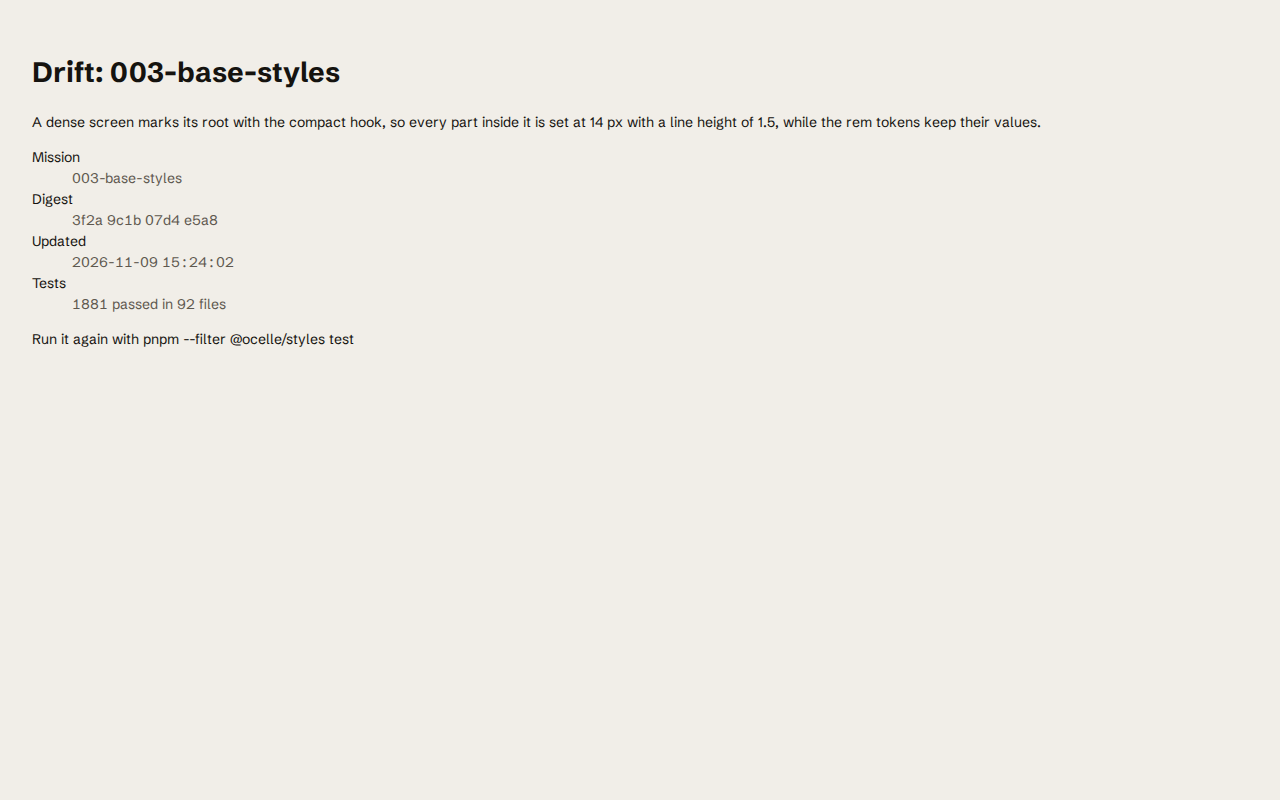 Drift: 003-base-styles
A dense screen marks its root with the compact hook, so every part inside it is set at 14 px with a line height of 1.5, while the rem tokens keep their values.
Mission
003-base-styles
Digest
3f2a 9c1b 07d4 e5a8
Updated
2026-11-09 15:24:02
Tests
1881 passed in 92 files
Run it again with pnpm --filter @ocelle/styles test